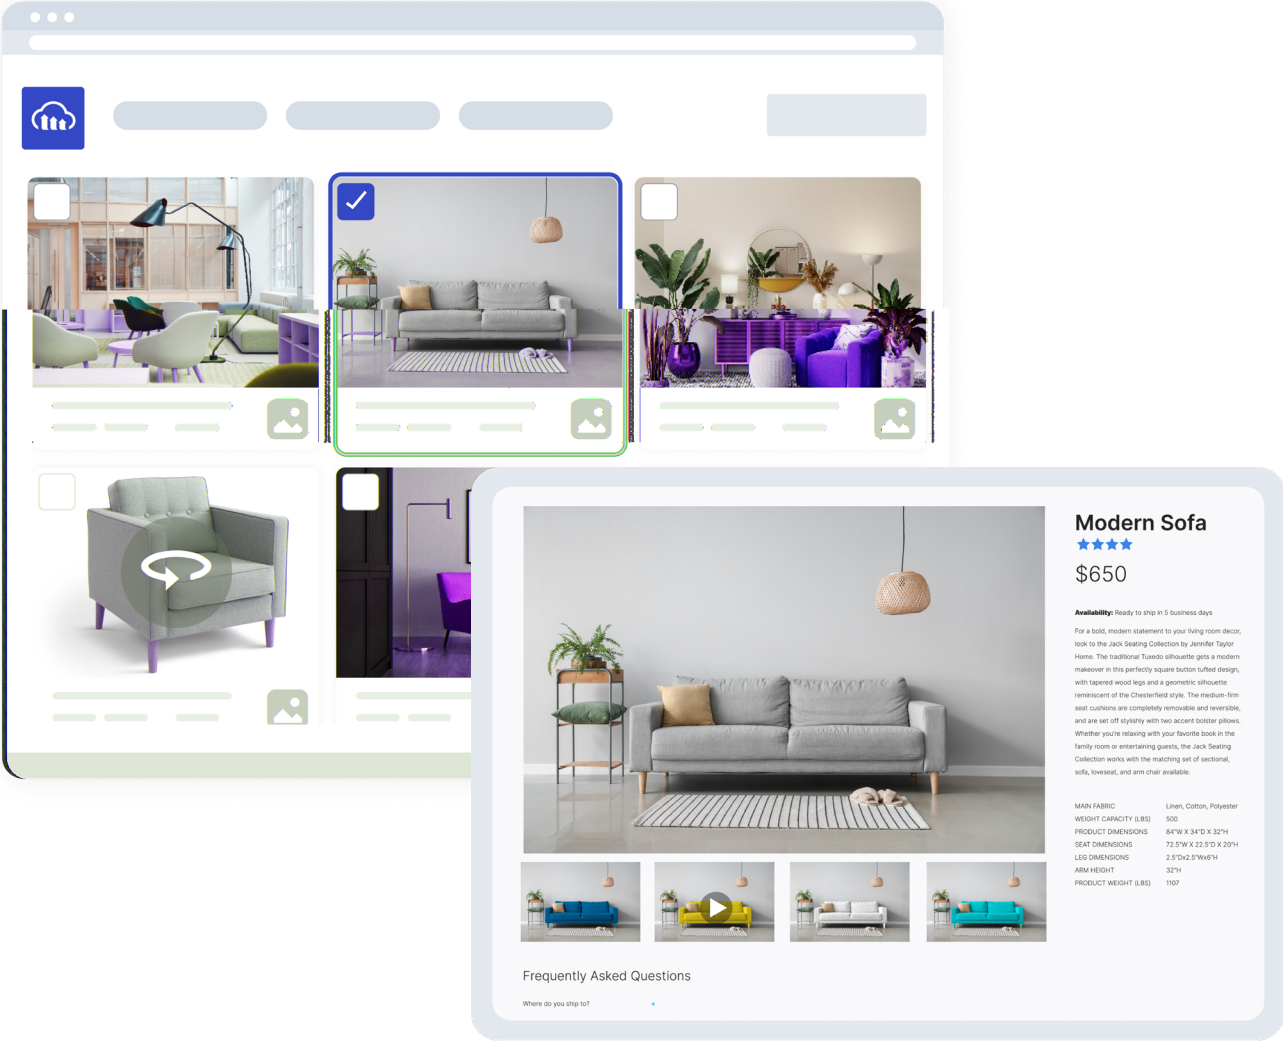 Modern Sofa
$650
Availability: Ready to ship in 5 business days
For a bold, modern statement to your living room decor,
look to the Jack Seating Collection by Jennifer Taylor
Home. The traditional Tuxedo silhouette gets a modern
makeover in this perfectly square button tufted design,
with tapered wood legs and a geometric silhouette
reminiscent of the Chesterfield style. The medium-firm
seat cushions are completely removable and reversible,
and are set off stylishly with two accent bolster pillows.
Whether you're relaxing with your favorite book in the
family room or entertaining guests, the Jack Seating
Collection works with the matching set of sectional,
sofa, loveseat, and arm chair available.
MAIN FABRIC Linen, Cotton, Polyester
WEIGHT CAPACITY (LBS) 500
PRODUCT DIMENSIONS 84"W X 34"D X 32"H
SEAT DIMENSIONS 72.5"W X 22.5"D X 20"H
LEG DIMENSIONS 2.5"Dx2.5"Wx6"H
ARM HEIGHT 32"H
PRODUCT WEIGHT (LBS) 1107
Frequently Asked Questions
Where do you ship to? +